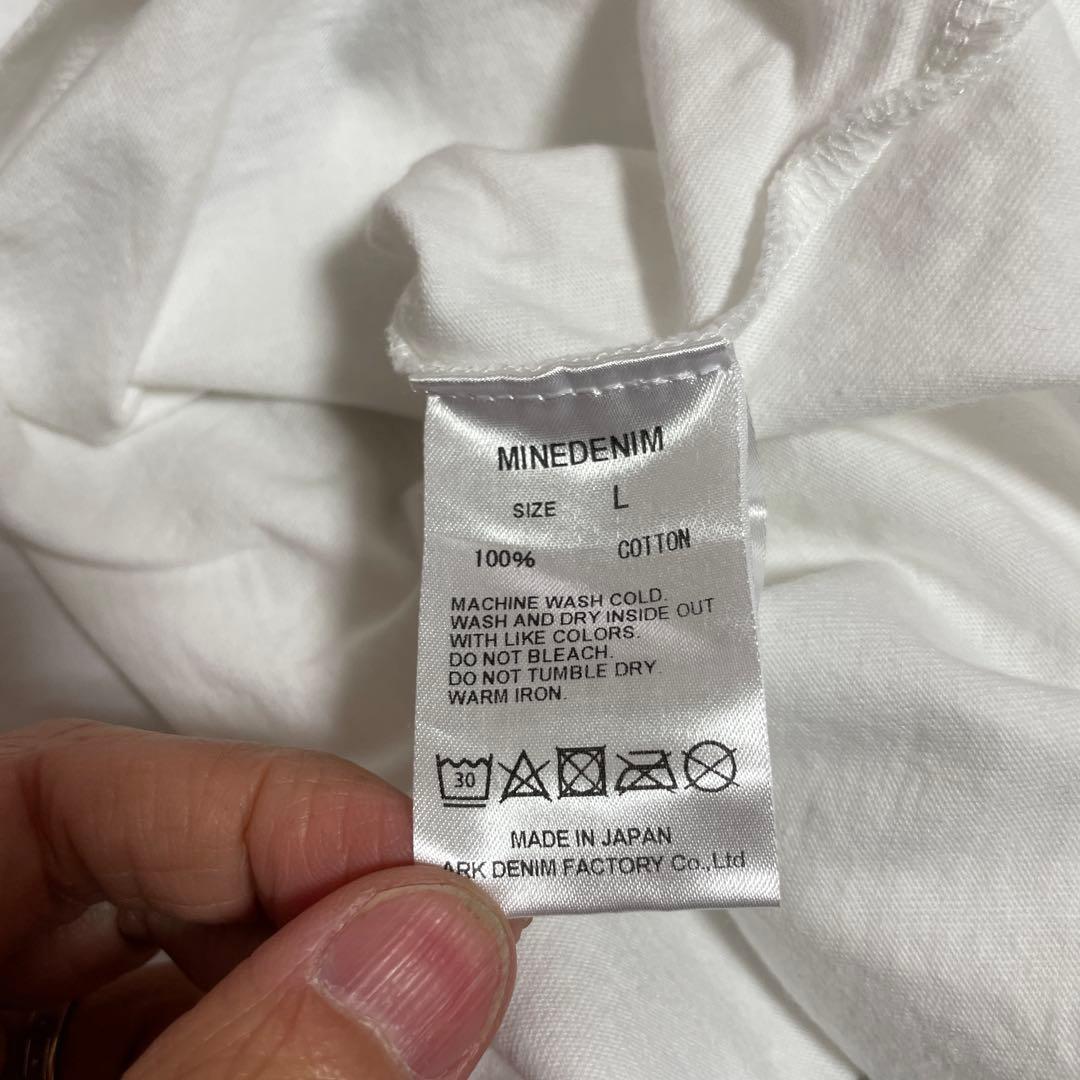 MINEDENIM
SIZE L
100% COTTON
MACHINE WASH COLD.
WASH AND DRY INSIDE OUT
WITH LIKE COLORS.
DO NOT BLEACH.
DO NOT TUMBLE DRY.
WARM IRON.
30
MADE IN JAPAN
ARK DENIM FACTORY Co.,Ltd